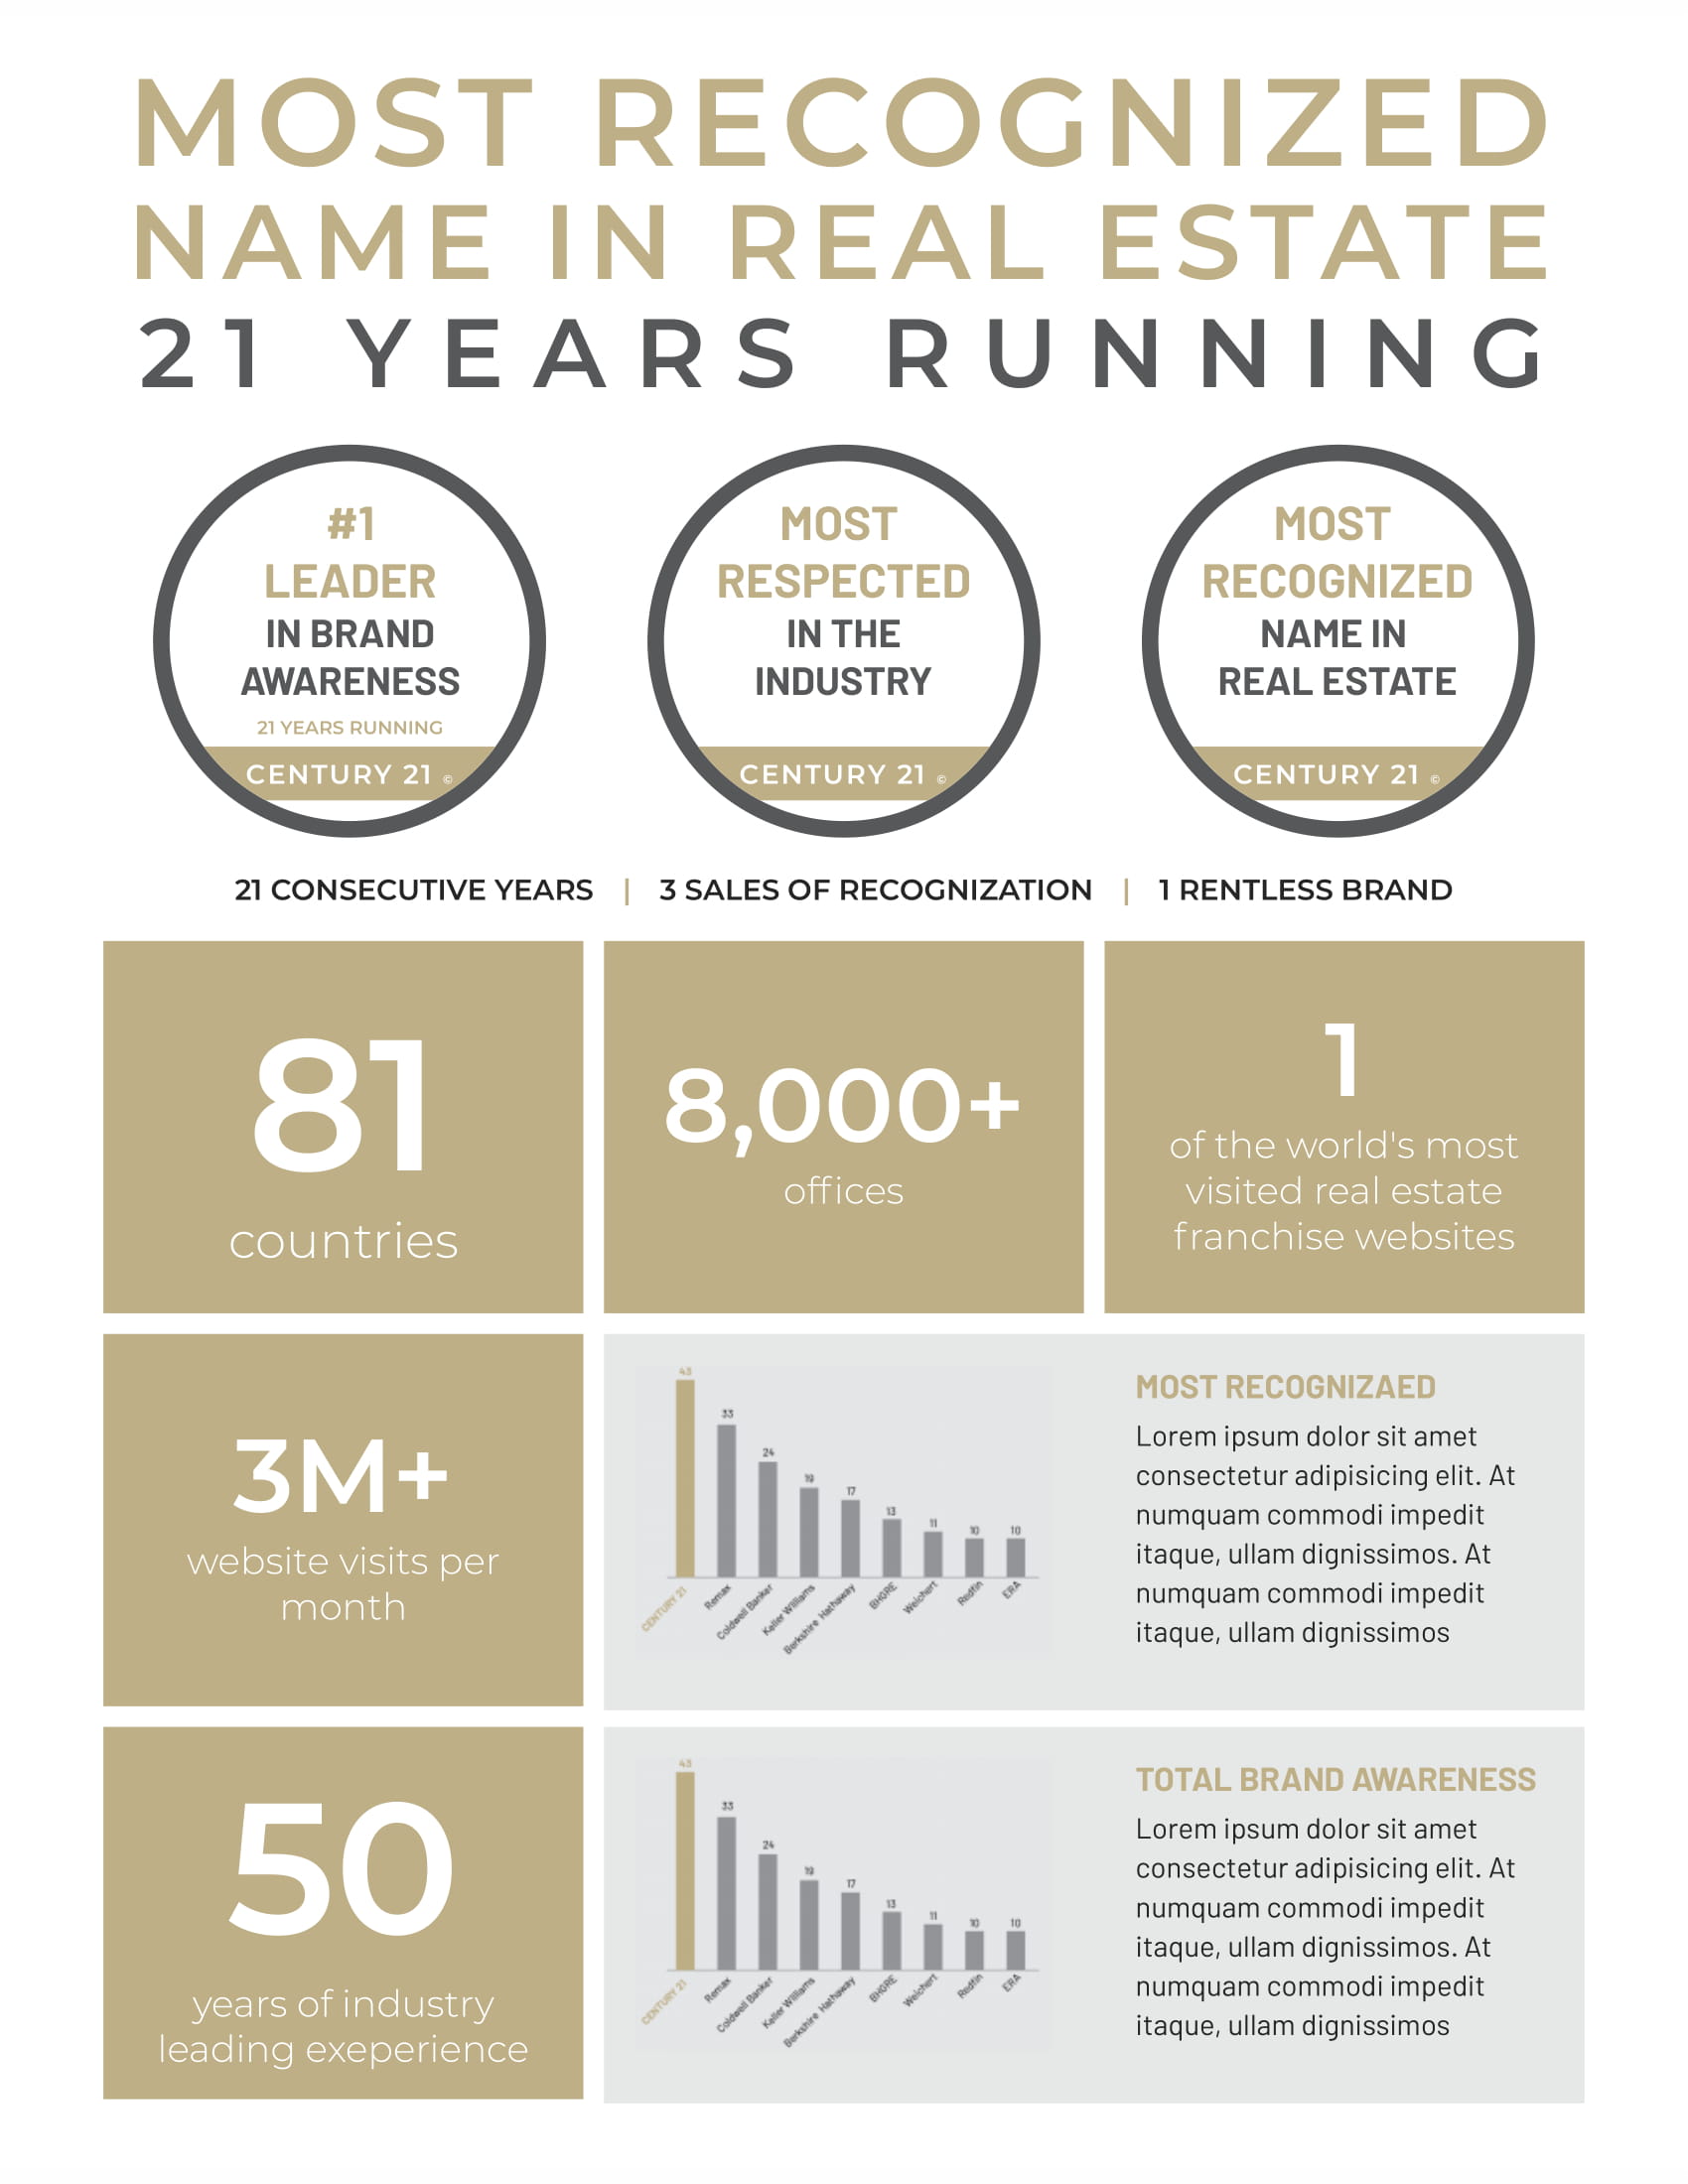 MOST RECOGNIZED
NAME IN REAL ESTATE
21 YEARS RUNNING
#1
LEADER
IN BRAND
AWARENESS
21 YEARS RUNNING
CENTURY 21 ©
MOST
RESPECTED
IN THE
INDUSTRY
CENTURY 21 ©
MOST
RECOGNIZED
NAME IN
REAL ESTATE
CENTURY 21 ©
21 CONSECUTIVE YEARS | 3 SALES OF RECOGNIZATION | 1 RENTLESS BRAND
81
countries
8,000+
offices
1
of the world's most
visited real estate
franchise websites
3M+
website visits per
month
43
33
24
19
17
13
11
10
10
CENTURY 21
Remax
Coldwell Banker
Keller Williams
Berkshire Hathaway
BHGRE
Weichert
Redfin
ERA
MOST RECOGNIZAED
Lorem ipsum dolor sit amet
consectetur adipisicing elit. At
numquam commodi impedit
itaque, ullam dignissimos. At
numquam commodi impedit
itaque, ullam dignissimos
50
years of industry
leading exeperience
43
33
24
19
17
13
11
10
10
CENTURY 21
Remax
Coldwell Banker
Keller Williams
Berkshire Hathaway
BHGRE
Weichert
Redfin
ERA
TOTAL BRAND AWARENESS
Lorem ipsum dolor sit amet
consectetur adipisicing elit. At
numquam commodi impedit
itaque, ullam dignissimos. At
numquam commodi impedit
itaque, ullam dignissimos